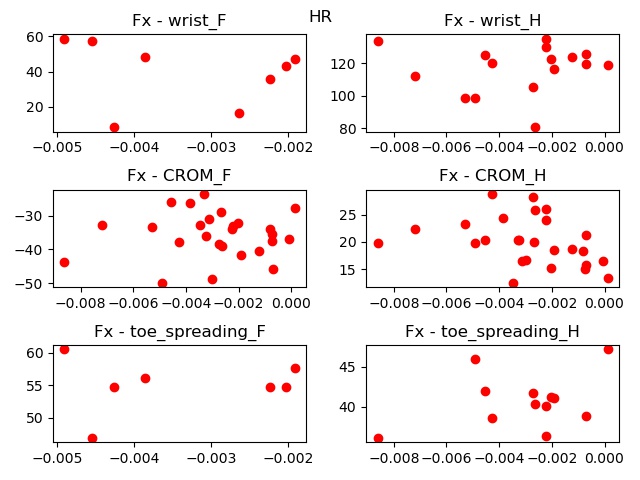 HR
Fx - wrist_F
60
40
20
−0.005 −0.004 −0.003 −0.002
Fx - wrist_H
120
100
80
−0.008 −0.006 −0.004 −0.002 0.000
Fx - CROM_F
−30
−40
−50
−0.008 −0.006 −0.004 −0.002 0.000
Fx - CROM_H
25
20
15
−0.008 −0.006 −0.004 −0.002 0.000
Fx - toe_spreading_F
60
55
50
−0.005 −0.004 −0.003 −0.002
Fx - toe_spreading_H
45
40
−0.008 −0.006 −0.004 −0.002 0.000